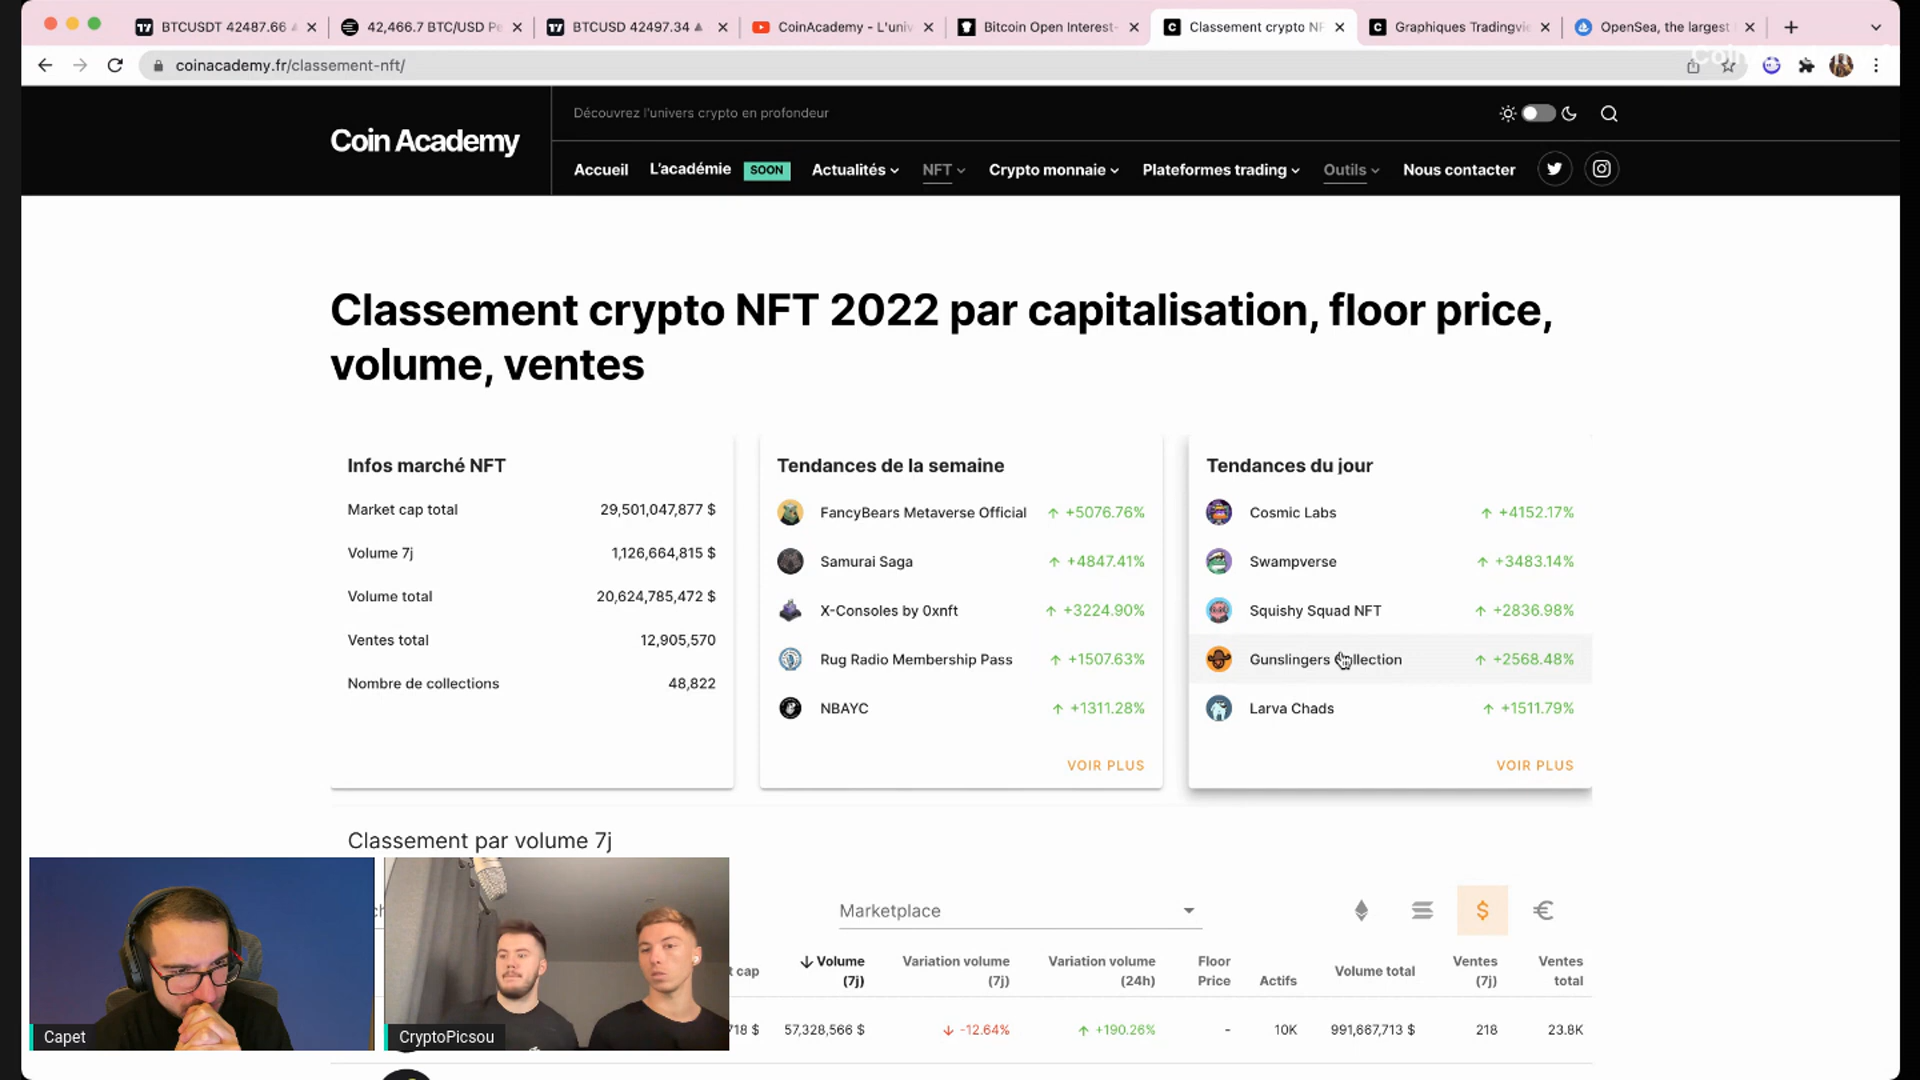 BTCUSDT 42487.66
42,466.7 BTC/USD Pe
BTCUSD 42497.34
CoinAcademy - L'univ
Bitcoin Open Interest
Classement crypto NF
Graphiques Tradingvie
OpenSea, the largest
coinacademy.fr/classement-nft/
Coin Academy
Découvrez l'univers crypto en profondeur
Accueil L'académie SOON Actualités NFT Crypto monnaie Plateformes trading Outils Nous contacter
Classement crypto NFT 2022 par capitalisation, floor price,
volume, ventes
Infos marché NFT
Market cap total 29,501,047,877 $
Volume 7j 1,126,664,815 $
Volume total 20,624,785,472 $
Ventes total 12,905,570
Nombre de collections 48,822
Tendances de la semaine
FancyBears Metaverse Official +5076.76%
Samurai Saga +4847.41%
X-Consoles by 0xnft +3224.90%
Rug Radio Membership Pass +1507.63%
NBAYC +1311.28%
VOIR PLUS
Tendances du jour
Cosmic Labs +4152.17%
Swampverse +3483.14%
Squishy Squad NFT +2836.98%
Gunslingers Collection +2568.48%
Larva Chads +1511.79%
VOIR PLUS
Classement par volume 7j
Marketplace
$ €
t cap
Volume
(7j)
Variation volume
(7j)
Variation volume
(24h)
Floor
Price
Actifs
Volume total
Ventes
(7j)
Ventes
total
718 $ 57,328,566 $ -12.64% +190.26% - 10K 991,667,713 $ 218 23.8K
Capet
CryptoPicsou